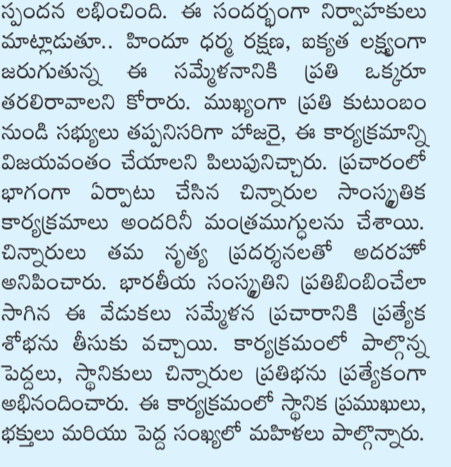 స్పందన లభించింది. ఈ సందర్భంగా నిర్వాహకులు
మాట్లాడుతూ.. హిందూ ధర్మ రక్షణ, ఐక్యత లక్ష్యంగా
జరుగుతున్న ఈ సమ్మేళనానికి ప్రతి ఒక్కరూ
తరలిరావాలని కోరారు. ముఖ్యంగా ప్రతి కుటుంబం
నుండి సభ్యులు తప్పనిసరిగా హాజరై, ఈ కార్యక్రమాన్ని
విజయవంతం చేయాలని పిలుపునిచ్చారు. ప్రచారంలో
భాగంగా ఏర్పాటు చేసిన చిన్నారుల సాంస్కృతిక
కార్యక్రమాలు అందరినీ మంత్రముగ్ధులను చేశాయి.
చిన్నారులు తమ నృత్య ప్రదర్శనలతో అదరహో
అనిపించారు. భారతీయ సంస్కృతిని ప్రతిబింబించేలా
సాగిన ఈ వేడుకలు సమ్మేళన ప్రచారానికి ప్రత్యేక
శోభను తీసుకు వచ్చాయి. కార్యక్రమంలో పాల్గొన్న
పెద్దలు, స్థానికులు చిన్నారుల ప్రతిభను ప్రత్యేకంగా
అభినందించారు. ఈ కార్యక్రమంలో స్థానిక ప్రముఖులు,
భక్తులు మరియు పెద్ద సంఖ్యలో మహిళలు పాల్గొన్నారు.